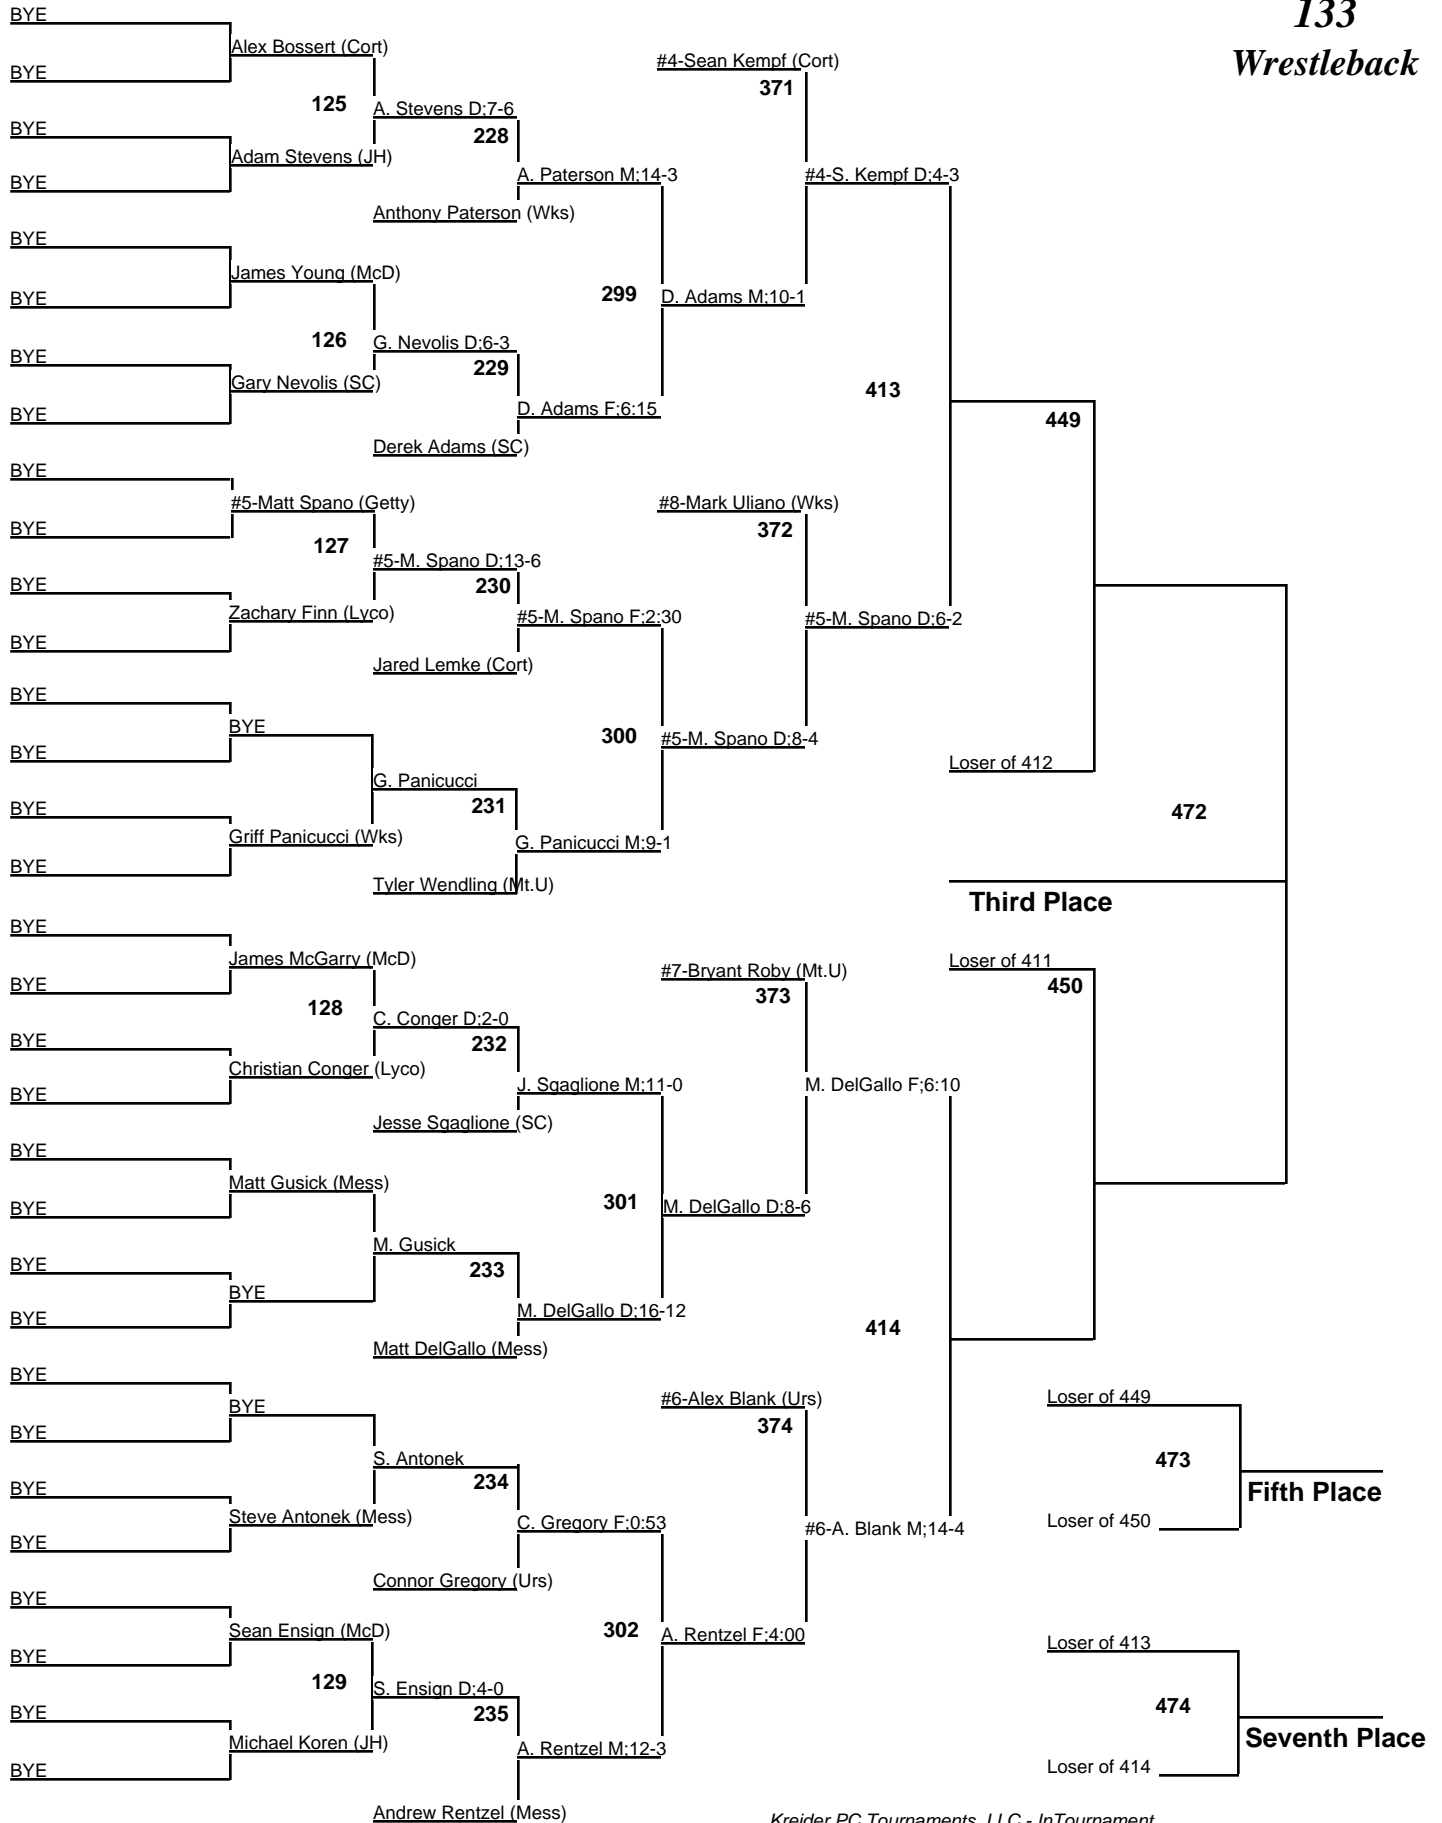 133
Wrestleback
BYE
Alex Bossert (Cort)
BYE
#4-Sean Kempf (Cort)
371
125
A. Stevens D;7-6
BYE
228
Adam Stevens (JH)
BYE
A. Paterson M;14-3
#4-S. Kempf D;4-3
Anthony Paterson (Wks)
BYE
James Young (McD)
BYE
299
D. Adams M;10-1
126
G. Nevolis D;6-3
BYE
229
Gary Nevolis (SC)
413
BYE
D. Adams F;6:15
449
Derek Adams (SC)
BYE
#5-Matt Spano (Getty)
#8-Mark Uliano (Wks)
BYE
372
127
#5-M. Spano D;13-6
BYE
230
Zachary Finn (Lyco)
#5-M. Spano F;2:30
#5-M. Spano D;6-2
BYE
Jared Lemke (Cort)
BYE
BYE
300
#5-M. Spano D;8-4
BYE
Loser of 412
G. Panicucci
BYE
231
472
Griff Panicucci (Wks)
G. Panicucci M;9-1
BYE
Tyler Wendling (Mt.U)
Third Place
BYE
James McGarry (McD)
Loser of 411
BYE
#7-Bryant Roby (Mt.U)
450
373
128
C. Conger D;2-0
BYE
232
Christian Conger (Lyco)
BYE
J. Sgaglione M;11-0
M. DelGallo F;6:10
Jesse Sgaglione (SC)
BYE
Matt Gusick (Mess)
BYE
301
M. DelGallo D;8-6
M. Gusick
BYE
233
BYE
BYE
M. DelGallo D;16-12
414
Matt DelGallo (Mess)
BYE
BYE
#6-Alex Blank (Urs)
Loser of 449
BYE
374
S. Antonek
473
BYE
234
Fifth Place
Steve Antonek (Mess)
C. Gregory F;0:53
#6-A. Blank M;14-4
Loser of 450
BYE
Connor Gregory (Urs)
BYE
Sean Ensign (McD)
302
A. Rentzel F;4:00
Loser of 413
BYE
129
S. Ensign D;4-0
BYE
235
474
Michael Koren (JH)
A. Rentzel M;12-3
Seventh Place
BYE
Loser of 414
Andrew Rentzel (Mess)
Kreider PC Tournaments, LLC - InTournament